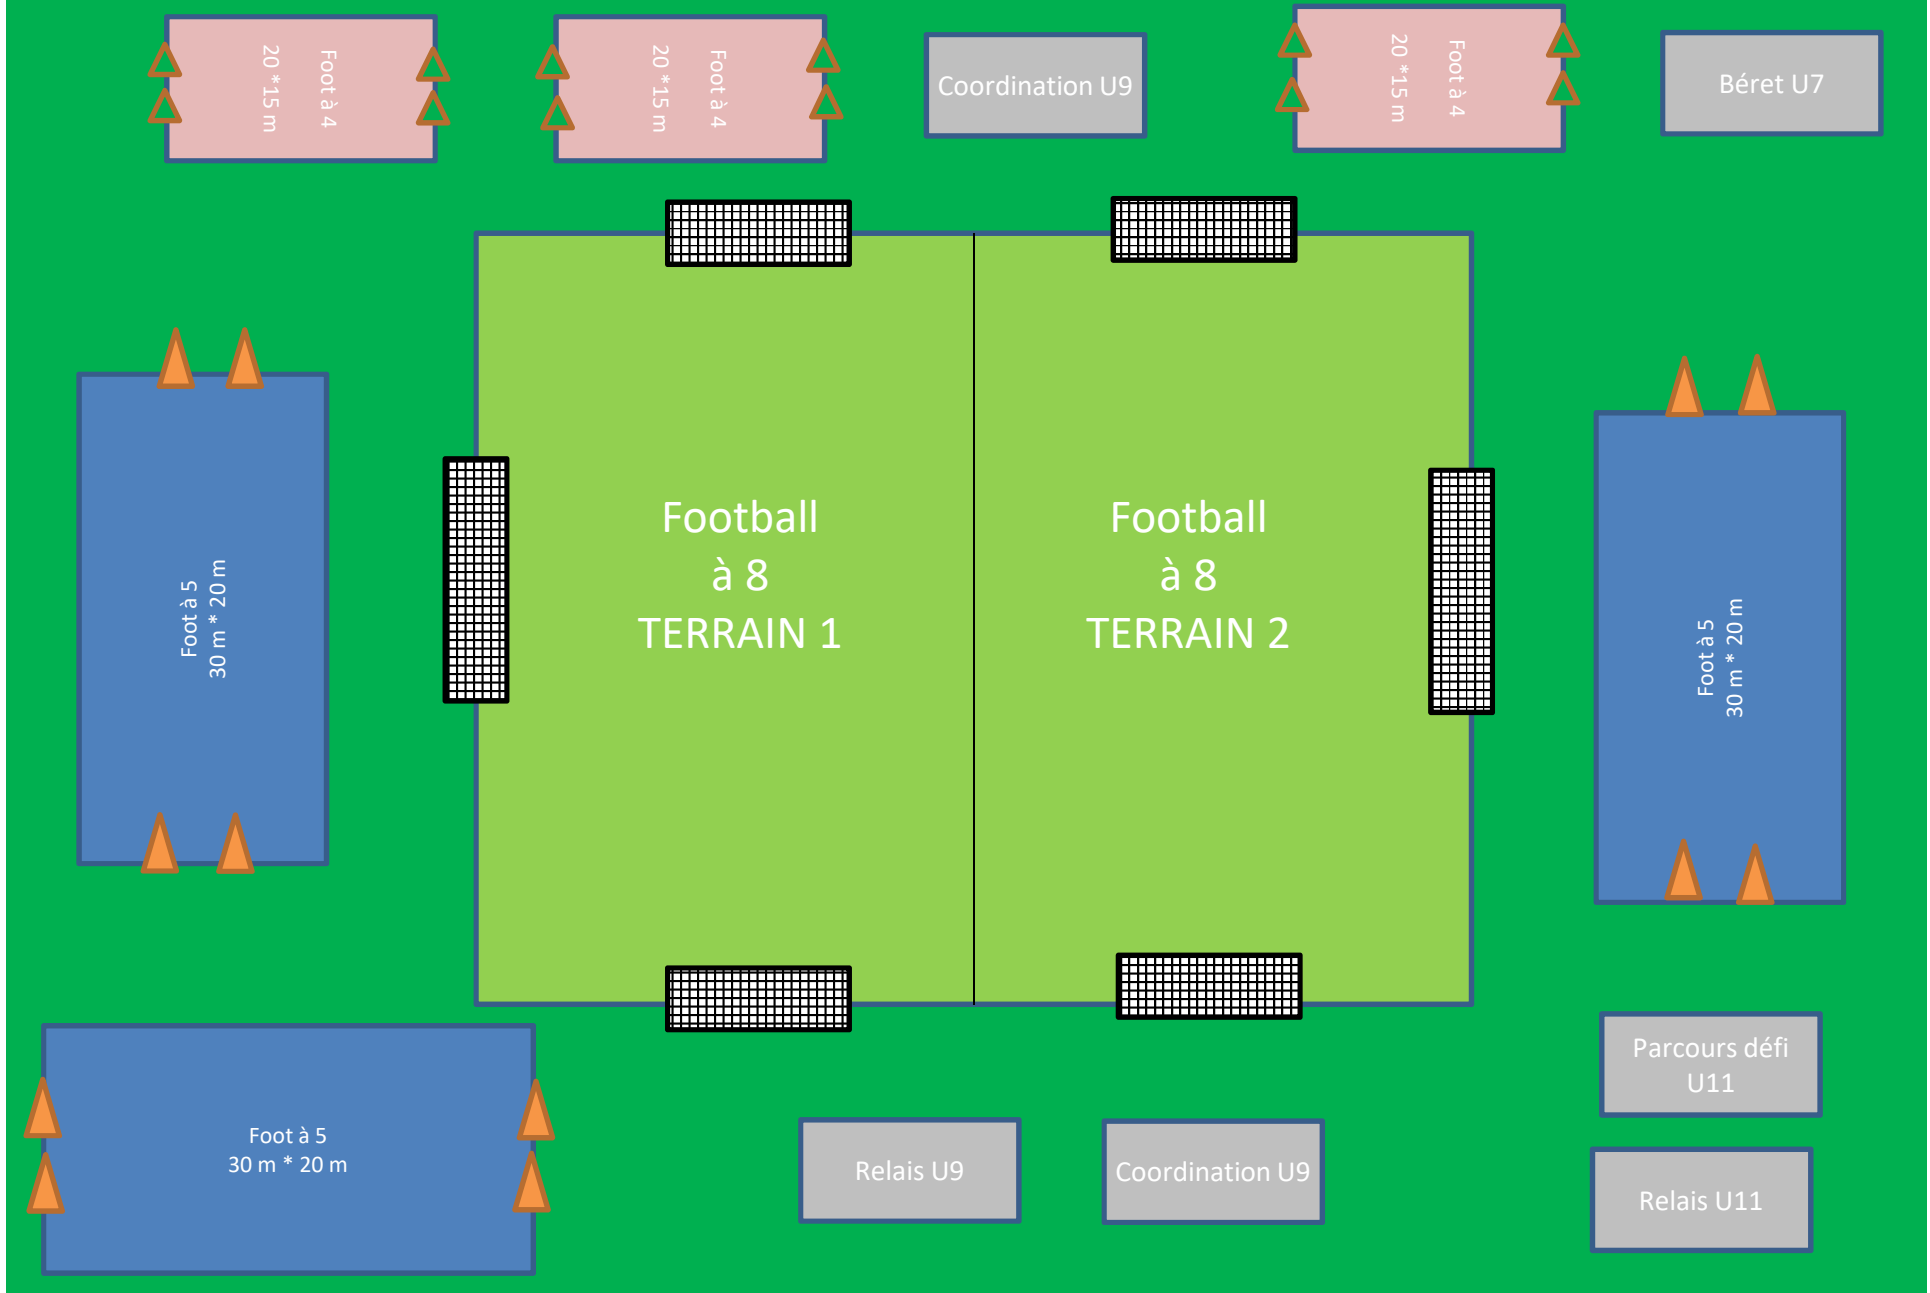 Foot à 4
20 *15 m
Foot à 4
20 *15 m
Coordination U9
Foot à 4
20 *15 m
Béret U7
Football
à 8
TERRAIN 1
Football
à 8
TERRAIN 2
Foot à 5
30 m * 20 m
Foot à 5
30 m * 20 m
Foot à 5
30 m * 20 m
Relais U9
Coordination U9
Parcours défi
U11
Relais U11